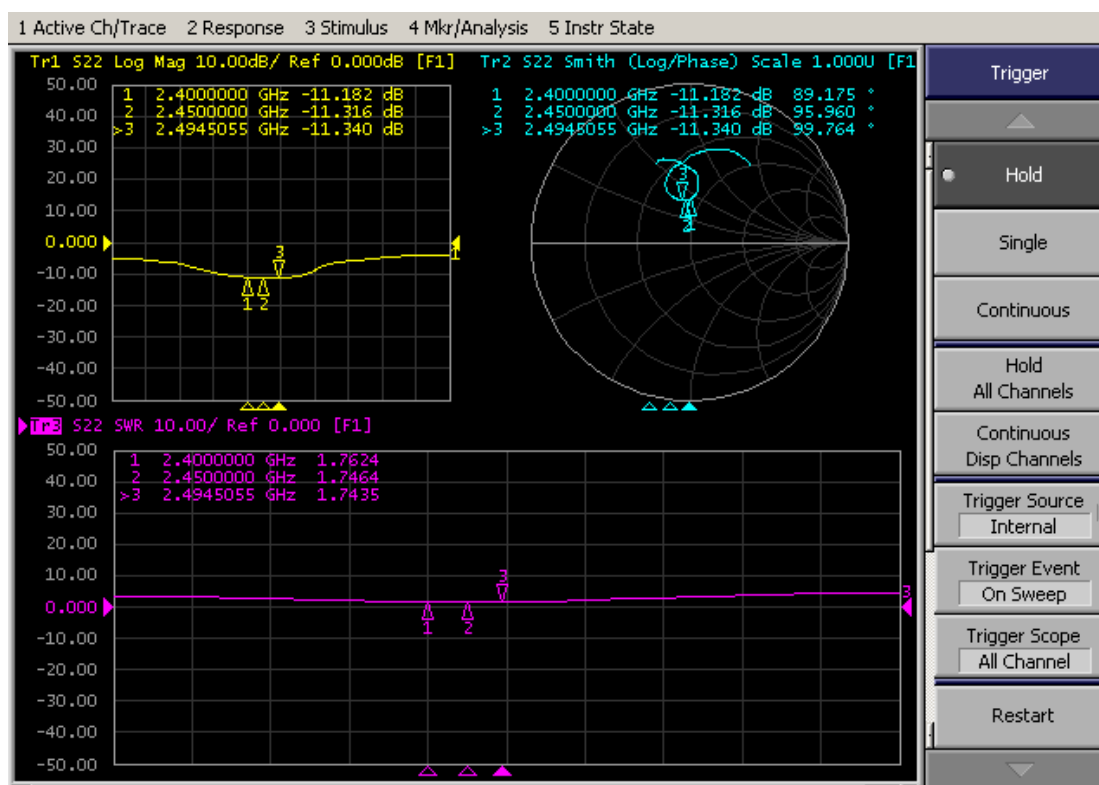 1 Active Ch/Trace 2 Response 3 Stimulus 4 Mkr/Analysis 5 Instr State
Tr1 S22 Log Mag 10.00dB/ Ref 0.000dB [F1]
50.00
40.00
30.00
20.00
10.00
0.000
-10.00
-20.00
-30.00
-40.00
-50.00
1 2.4000000 GHz -11.182 dB
2 2.4500000 GHz -11.316 dB
>3 2.4945055 GHz -11.340 dB
3
1
1 2
Tr2 S22 Smith (Log/Phase) Scale 1.000U [F1
1 2.4000000 GHz -11.182 dB 89.175 °
2 2.4500000 GHz -11.316 dB 95.960 °
>3 2.4945055 GHz -11.340 dB 99.764 °
3
Tr3 S22 SWR 10.00/ Ref 0.000 [F1]
50.00
40.00
30.00
20.00
10.00
0.000
-10.00
-20.00
-30.00
-40.00
-50.00
1 2.4000000 GHz 1.7624
2 2.4500000 GHz 1.7464
>3 2.4945055 GHz 1.7435
3
3
1 2
Trigger
Hold
Single
Continuous
Hold
All Channels
Continuous
Disp Channels
Trigger Source
Internal
Trigger Event
On Sweep
Trigger Scope
All Channel
Restart